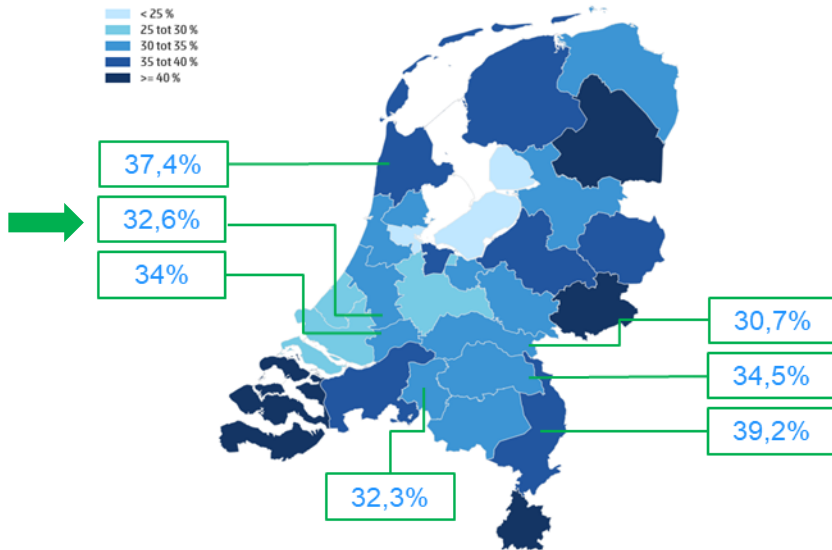 < 25 %
25 tot 30 %
30 tot 35 %
35 tot 40 %
>= 40 %
37,4%
32,6%
34%
30,7%
34,5%
39,2%
32,3%